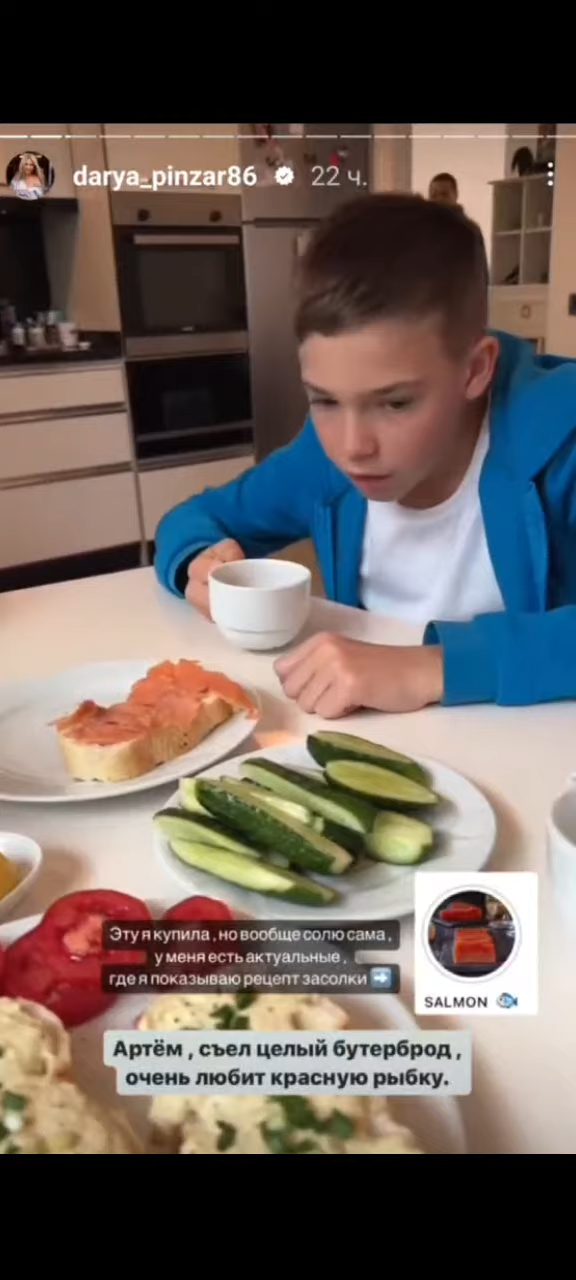 darya_pinzar86 22 ч.
Эту я купила , но вообще солю сама ,
у меня есть актуальные ,
где я показываю рецепт засолки ➡️
SALMON 🐟
Артём , съел целый бутерброд ,
очень любит красную рыбку.